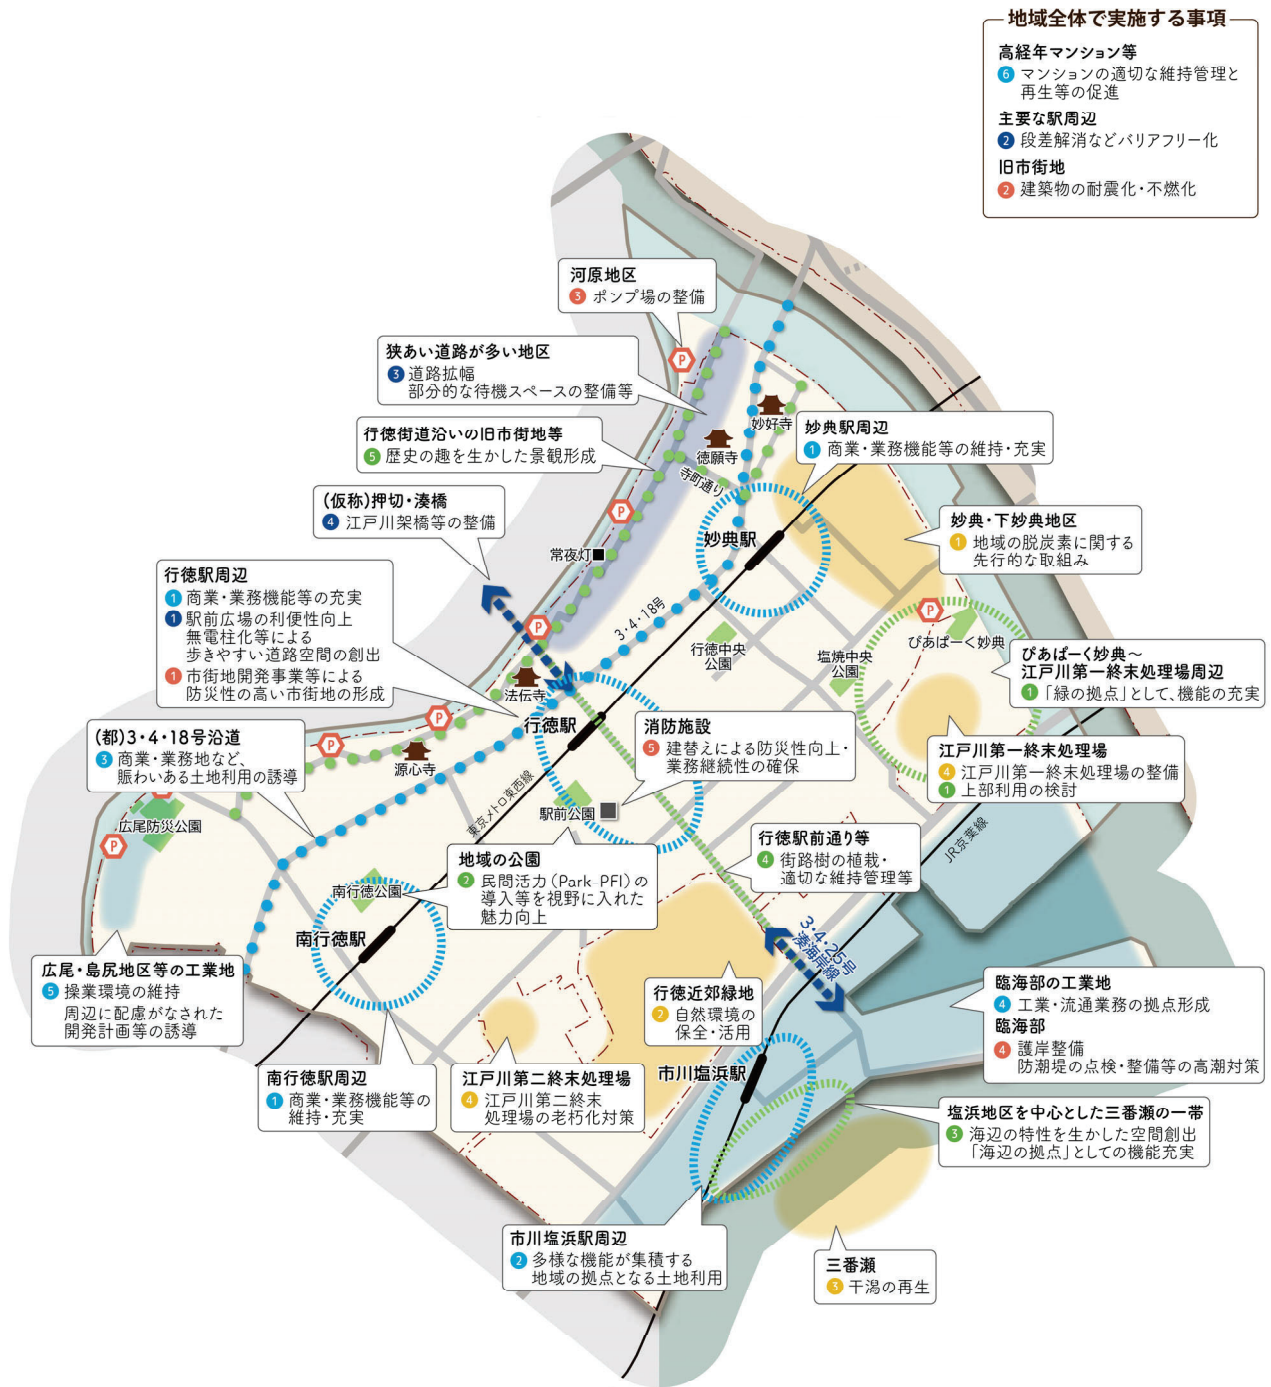 地域全体で実施する事項
高経年マンション等
6 マンションの適切な維持管理と
再生等の促進
主要な駅周辺
2 段差解消などバリアフリー化
旧市街地
2 建築物の耐震化・不燃化
河原地区
3 ポンプ場の整備
P
狭あい道路が多い地区
3 道路拡幅
部分的な待機スペースの整備等
妙好寺
徳願寺
寺町通り
行徳街道沿いの旧市街地等
5 歴史の趣を生かした景観形成
妙典駅周辺
1 商業・業務機能等の維持・充実
(仮称)押切・湊橋
4 江戸川架橋等の整備
P
妙典駅
妙典・下妙典地区
1 地域の脱炭素に関する
先行的な取組み
常夜灯
行徳駅周辺
1 商業・業務機能等の充実
1 駅前広場の利便性向上
無電柱化等による
歩きやすい道路空間の創出
1 市街地開発事業等による
防災性の高い市街地の形成
P
3・4・18号
行徳中央
公園
塩焼中央
公園
P
ぴあぱーく妙典
ぴあぱーく妙典～
江戸川第一終末処理場周辺
1 「緑の拠点」として、機能の充実
法伝寺
行徳駅
消防施設
5 建替えによる防災性向上・
業務継続性の確保
P
P
源心寺
(都)3・4・18号沿道
3 商業・業務地など、
賑わいある土地利用の誘導
江戸川第一終末処理場
4 江戸川第一終末処理場の整備
1 上部利用の検討
東京メトロ東西線
駅前公園
JR京葉線
広尾防災公園
P
行徳駅前通り等
4 街路樹の植栽・
適切な維持管理等
地域の公園
2 民間活力(Park-PFI)の
導入等を視野に入れた
魅力向上
南行徳公園
南行徳駅
3・4・25号
湊海岸線
広尾・島尻地区等の工業地
5 操業環境の維持
周辺に配慮がなされた
開発計画等の誘導
行徳近郊緑地
2 自然環境の
保全・活用
臨海部の工業地
4 工業・流通業務の拠点形成
臨海部
4 護岸整備
防潮堤の点検・整備等の高潮対策
南行徳駅周辺
1 商業・業務機能等の
維持・充実
江戸川第二終末処理場
4 江戸川第二終末
処理場の老朽化対策
市川塩浜駅
塩浜地区を中心とした三番瀬の一帯
3 海辺の特性を生かした空間創出
「海辺の拠点」としての機能充実
市川塩浜駅周辺
2 多様な機能が集積する
地域の拠点となる土地利用
三番瀬
3 干潟の再生